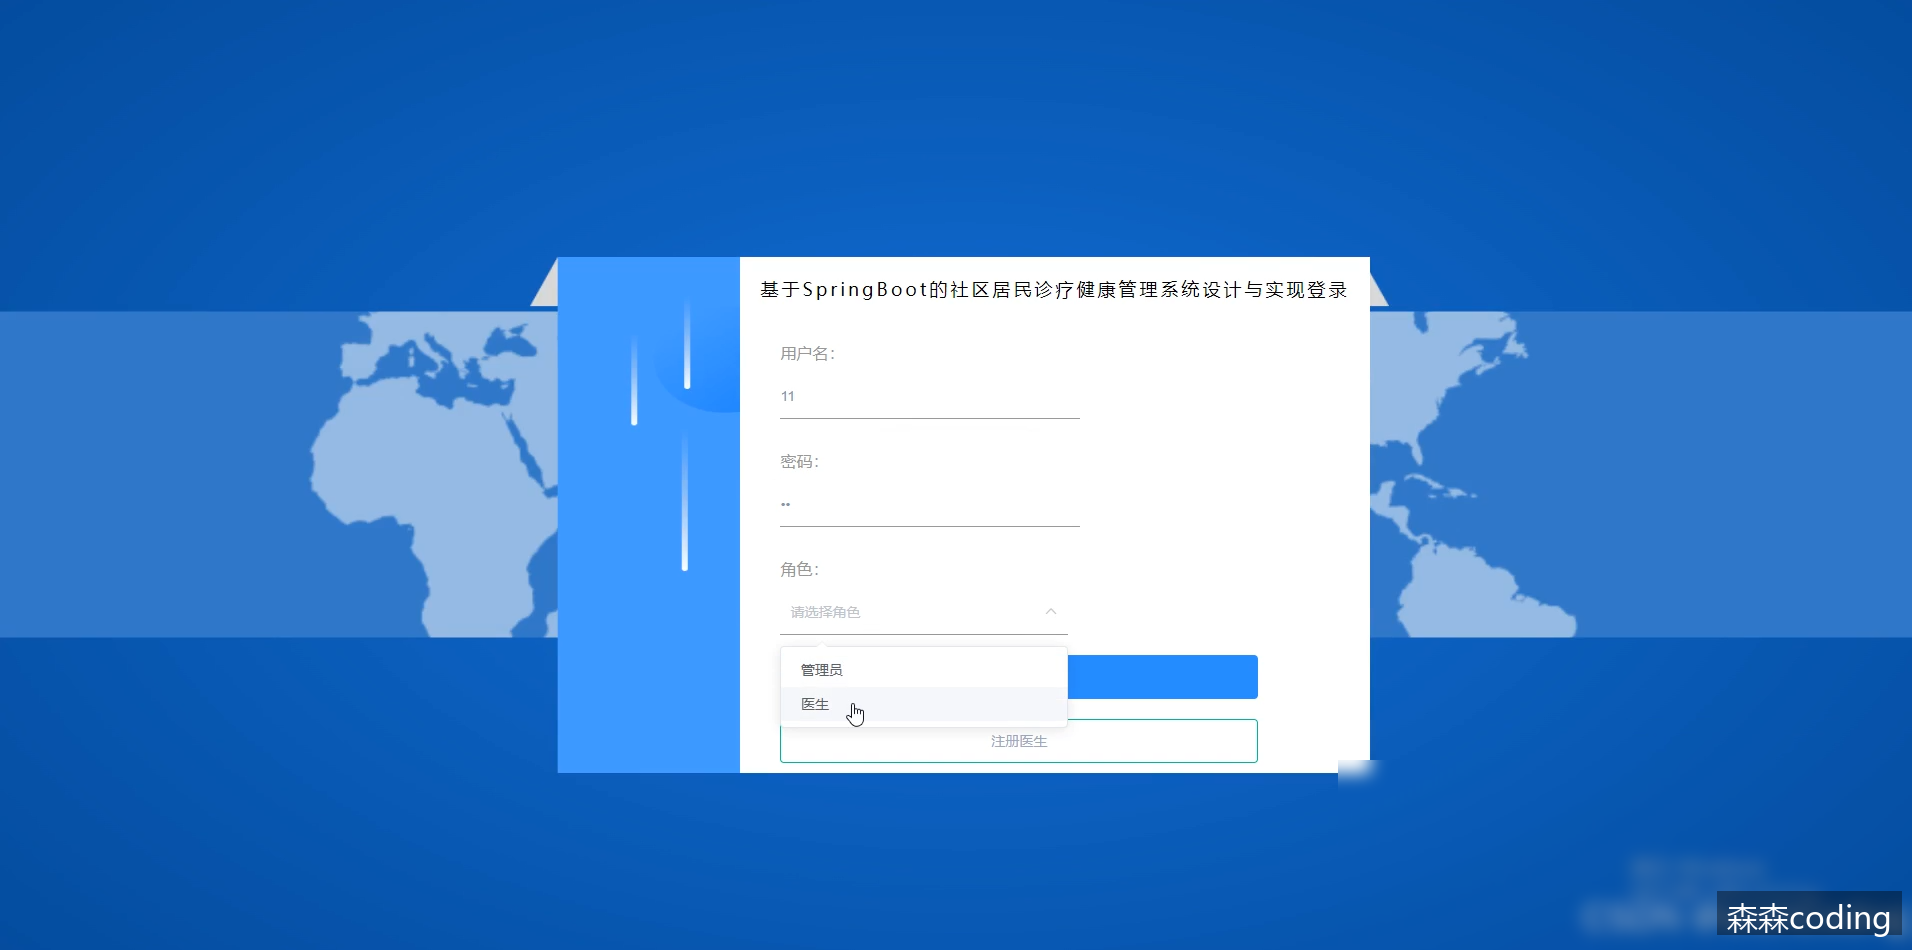 基于SpringBoot的社区居民诊疗健康管理系统设计与实现登录
用户名：
11
密码：
••
角色：
请选择角色
管理员
医生
注册医生
森森coding